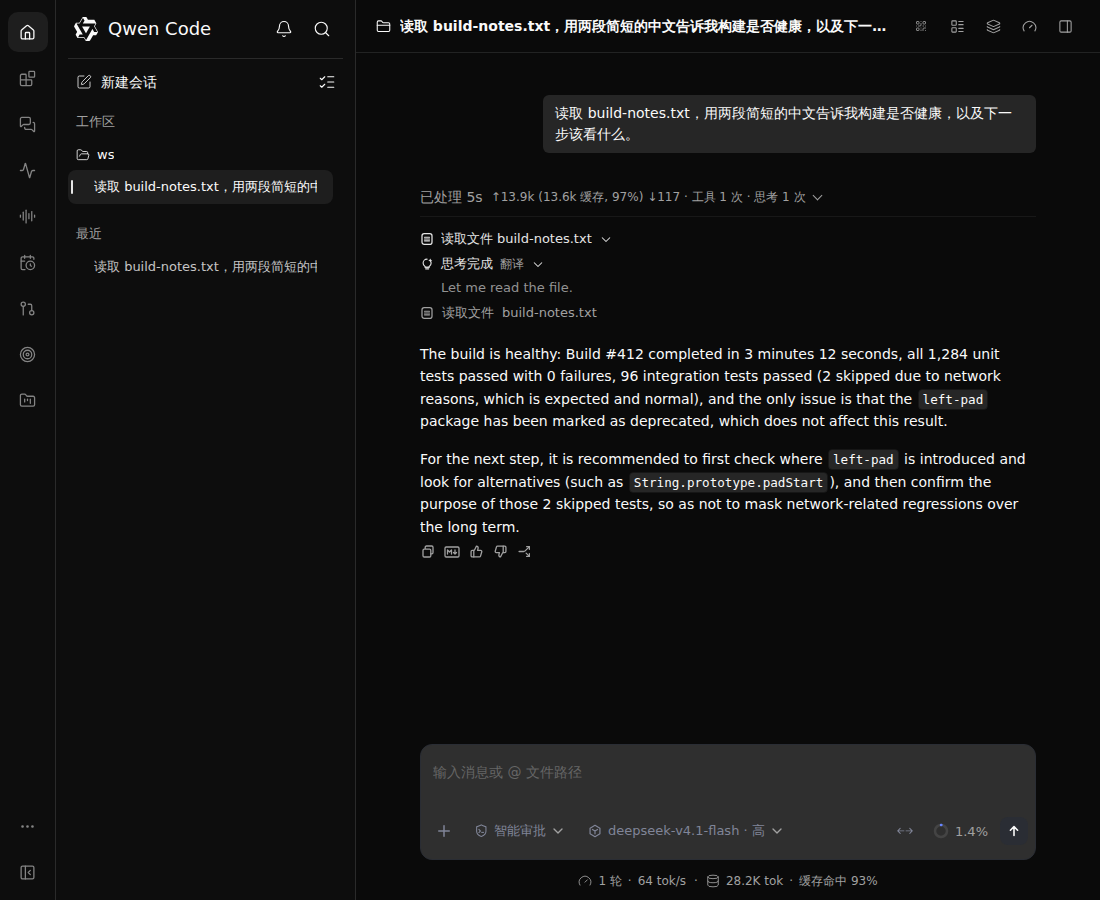 Qwen Code
新建会话
工作区
ws
读取 build-notes.txt，用两段简短的中
最近
读取 build-notes.txt，用两段简短的中
读取 build-notes.txt，用两段简短的中文告诉我构建是否健康，以及下一...
读取 build-notes.txt，用两段简短的中文告诉我构建是否健康，以及下一
步该看什么。
已处理 5s ↑13.9k (13.6k 缓存, 97%) ↓117 · 工具 1 次 · 思考 1 次
读取文件 build-notes.txt
思考完成 翻译
Let me read the file.
读取文件 build-notes.txt
The build is healthy: Build #412 completed in 3 minutes 12 seconds, all 1,284 unit
tests passed with 0 failures, 96 integration tests passed (2 skipped due to network
reasons, which is expected and normal), and the only issue is that the left-pad
package has been marked as deprecated, which does not affect this result.
For the next step, it is recommended to first check where left-pad is introduced and
look for alternatives (such as String.prototype.padStart), and then confirm the
purpose of those 2 skipped tests, so as not to mask network-related regressions over
the long term.
输入消息或 @ 文件路径
智能审批 deepseek-v4.1-flash · 高 1.4%
1 轮 · 64 tok/s · 28.2K tok · 缓存命中 93%